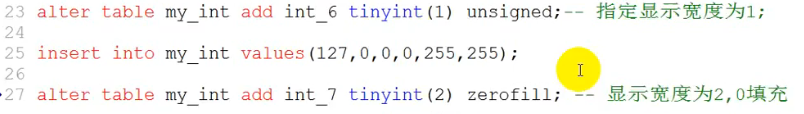 23 alter table my_int add int_6 tinyint(1) unsigned;-- 指定显示宽度为1;
24
25 insert into my_int values(127,0,0,0,255,255);
26
27 alter table my_int add int_7 tinyint(2) zerofill; -- 显示宽度为2,0填充